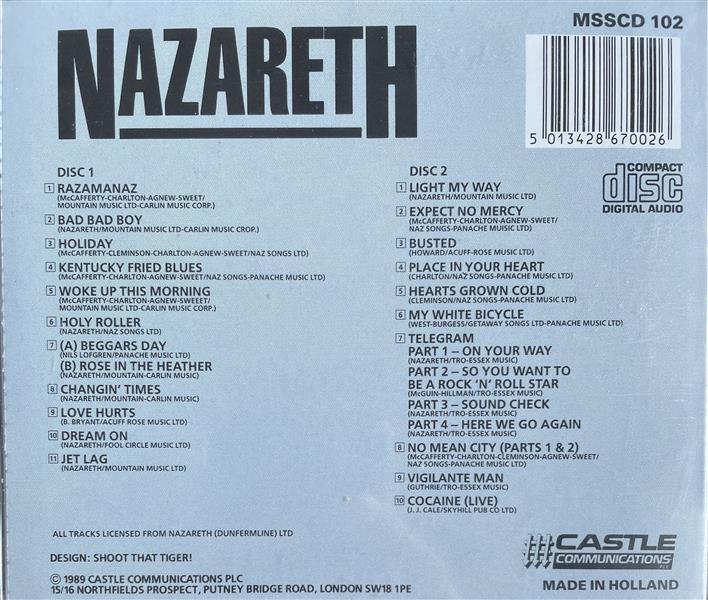 NAZARETH
MSSCD 102
5 013428 670026
COMPACT
disc
DIGITAL AUDIO
DISC 1
1 RAZAMANAZ
(McCAFFERTY-CHARLTON-AGNEW-SWEET/
MOUNTAIN MUSIC LTD-CARLIN MUSIC CORP.)
2 BAD BAD BOY
(NAZARETH/MOUNTAIN MUSIC LTD-CARLIN MUSIC CROP.)
3 HOLIDAY
(McCAFFERTY-CLEMINSON-CHARLTON-AGNEW-SWEET/NAZ SONGS LTD)
4 KENTUCKY FRIED BLUES
(McCAFFERTY-CHARLTON-AGNEW-SWEET/NAZ SONGS-PANACHE MUSIC LTD)
5 WOKE UP THIS MORNING
(McCAFFERTY-CHARLTON-AGNEW-SWEEET/
MOUNTAIN MUSIC LTD-CARLIN MUSIC CORP.)
6 HOLY ROLLER
(NAZARETH/NAZ SONGS LTD)
7 (A) BEGGARS DAY
(NILS LOFGREN/PANACHE MUSIC LTD)
(B) ROSE IN THE HEATHER
(NAZARETH/MOUNTAIN-CARLIN MUSIC)
8 CHANGIN' TIMES
(NAZARETH/MOUNTAIN-CARLIN MUSIC)
9 LOVE HURTS
(B. BRYANT/ACUFF ROSE MUSIC LTD)
10 DREAM ON
(NAZARETH/FOOL CIRCLE MUSIC LTD)
11 JET LAG
(NAZARETH/MOUNTAIN MUSIC LTD)
DISC 2
1 LIGHT MY WAY
(NAZARETH/MOUNTAIN MUSIC LTD)
2 EXPECT NO MERCY
(McCAFFERTY-CHARLTON-AGNEW-SWEET/
NAZ SONGS-PANACHE MUSIC LTD)
3 BUSTED
(HOWARD/ACUFF-ROSE MUSIC LTD)
4 PLACE IN YOUR HEART
(CHARLTON/NAZ SONGS-PANACHE MUSIC LTD)
5 HEARTS GROWN COLD
(CLEMINSON/NAZ SONGS-PANACHE MUSIC LTD)
6 MY WHITE BICYCLE
(WEST-BURGESS/GETAWAY SONGS LTD-PANACHE MUSIC LTD)
7 TELEGRAM
PART 1 – ON YOUR WAY
(NAZARETH/TRO-ESSEX MUSIC)
PART 2 – SO YOU WANT TO
BE A ROCK 'N' ROLL STAR
(McGUIN-HILLMAN/TRO-ESSEX MUSIC)
PART 3 – SOUND CHECK
(NAZARETH/TRO-ESSEX MUSIC)
PART 4 – HERE WE GO AGAIN
(NAZARETH/TRO-ESSEX MUSIC)
8 NO MEAN CITY (PARTS 1 & 2)
(McCAFFERTY-CHARLTON-CLEMINSON-AGNEW-SWEET/
NAZ SONGS-PANACHE MUSIC LTD)
9 VIGILANTE MAN
(GUTHRIE/TRO-ESSEX MUSIC)
10 COCAINE (LIVE)
(J. J. CALE/SKYHILL PUB CO LTD)
ALL TRACKS LICENSED FROM NAZARETH (DUNFERMLINE) LTD
DESIGN: SHOOT THAT TIGER!
© 1989 CASTLE COMMUNICATIONS PLC
15/16 NORTHFIELDS PROSPECT, PUTNEY BRIDGE ROAD, LONDON SW18 1PE
CASTLE
COMMUNICATIONS
PLC
MADE IN HOLLAND